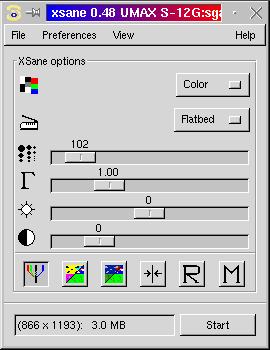 xsane 0.48 UMAX S-12G:sga
File Preferences View Help
XSane options
Color
Flatbed
102
1.00
0
0
R M
(866 x 1193): 3.0 MB Start